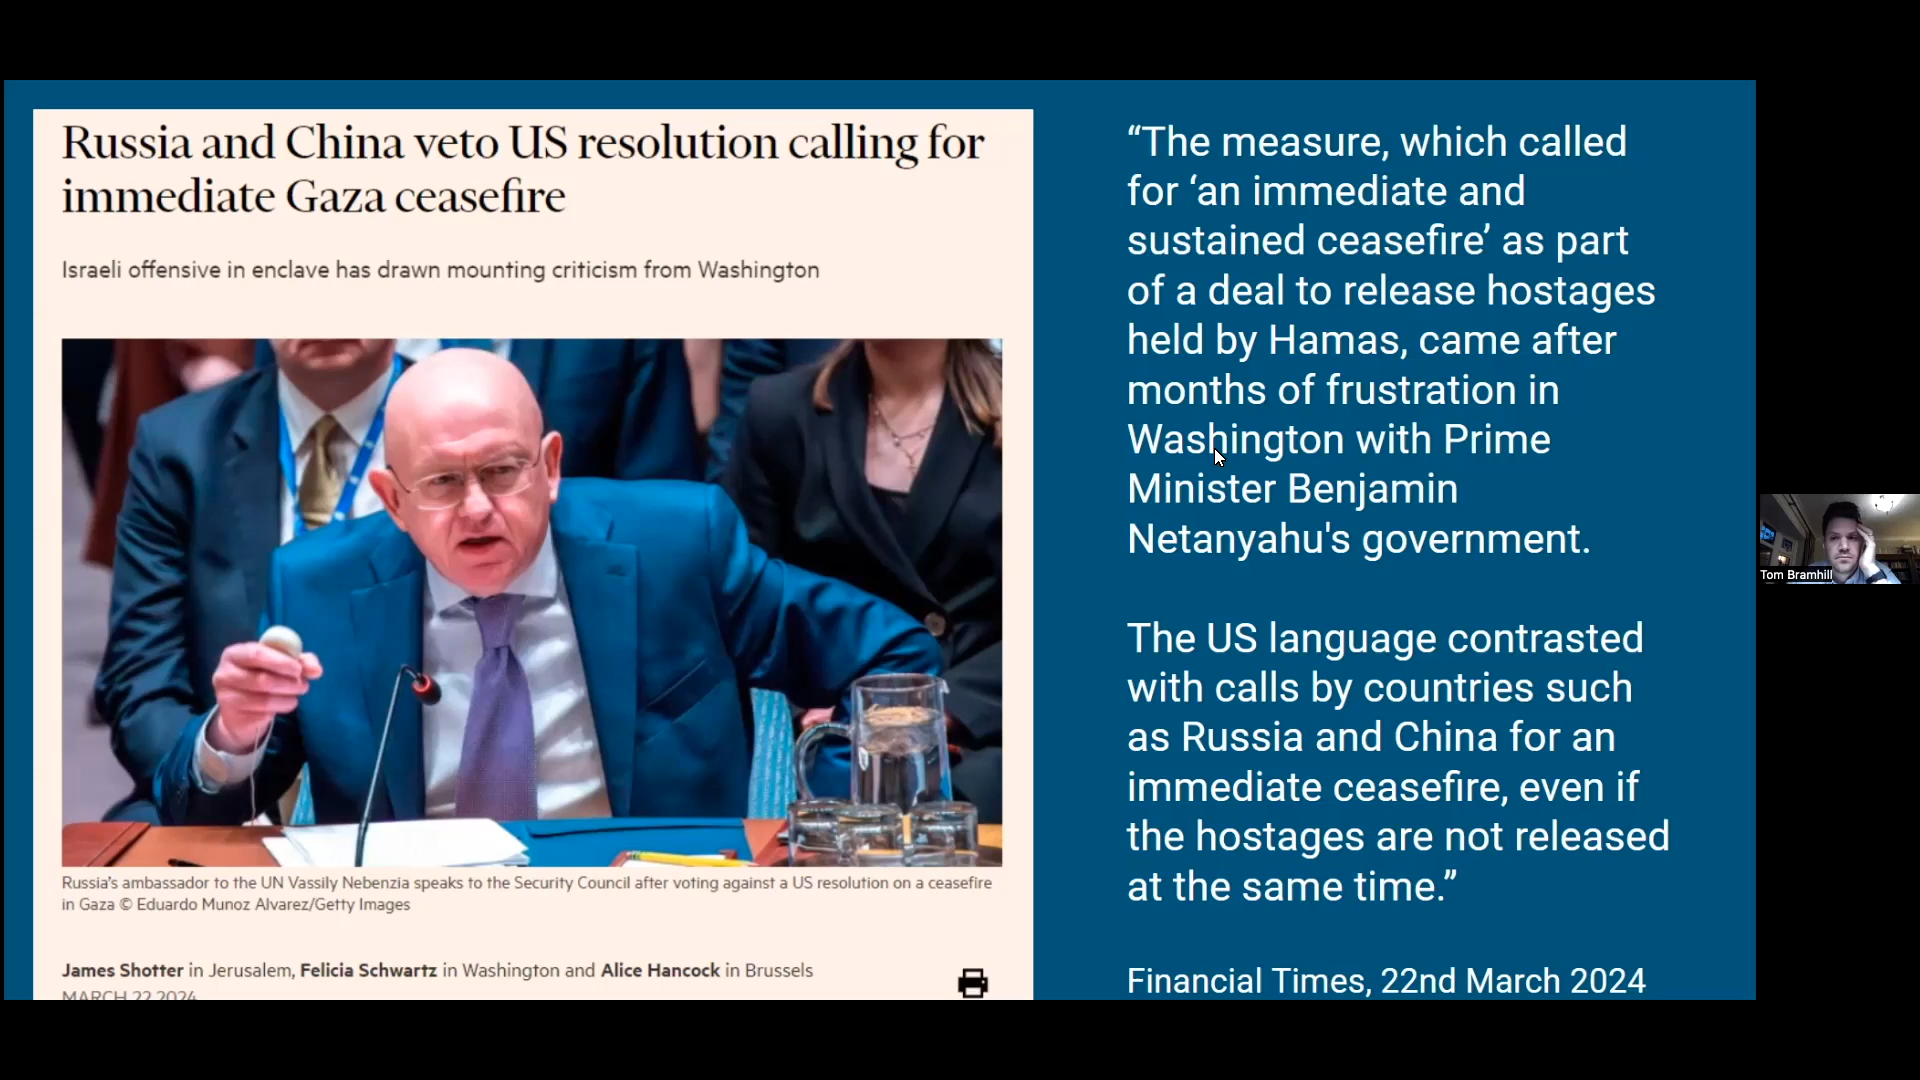 Russia and China veto US resolution calling for
immediate Gaza ceasefire
Israeli offensive in enclave has drawn mounting criticism from Washington
Russia's ambassador to the UN Vassily Nebenzia speaks to the Security Council after voting against a US resolution on a ceasefire
in Gaza © Eduardo Munoz Alvarez/Getty Images
James Shotter in Jerusalem, Felicia Schwartz in Washington and Alice Hancock in Brussels
MARCH 22 2024
“The measure, which called
for ‘an immediate and
sustained ceasefire’ as part
of a deal to release hostages
held by Hamas, came after
months of frustration in
Washington with Prime
Minister Benjamin
Netanyahu's government.
The US language contrasted
with calls by countries such
as Russia and China for an
immediate ceasefire, even if
the hostages are not released
at the same time.”
Financial Times, 22nd March 2024
Tom Bramhill